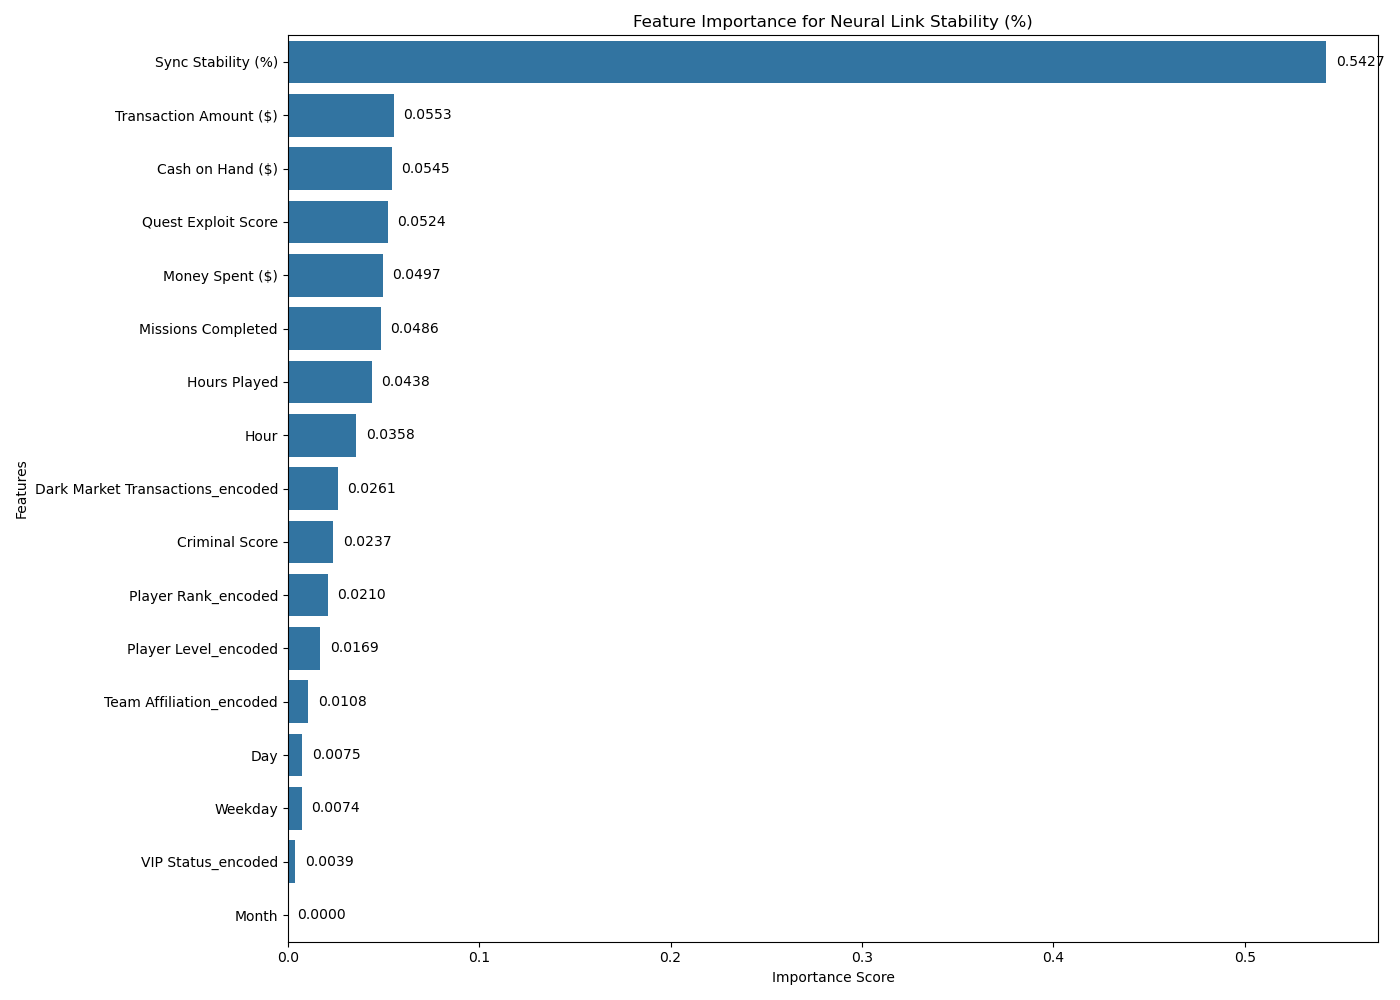 Feature Importance for Neural Link Stability (%)
Sync Stability (%) 0.5427
Transaction Amount ($) 0.0553
Cash on Hand ($) 0.0545
Quest Exploit Score 0.0524
Money Spent ($) 0.0497
Missions Completed 0.0486
Hours Played 0.0438
Hour 0.0358
Dark Market Transactions_encoded 0.0261
Criminal Score 0.0237
Player Rank_encoded 0.0210
Player Level_encoded 0.0169
Team Affiliation_encoded 0.0108
Day 0.0075
Weekday 0.0074
VIP Status_encoded 0.0039
Month 0.0000
Features
0.0 0.1 0.2 0.3 0.4 0.5
Importance Score